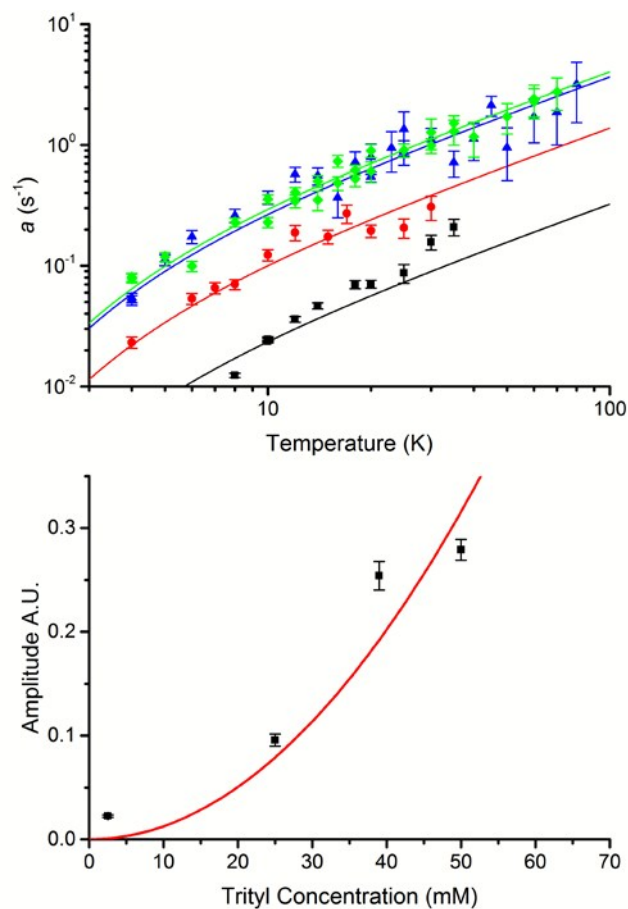 10¹
10⁰
10⁻¹
10⁻²
a (s⁻¹)
10
100
Temperature (K)
0.3
0.2
0.1
0.0
Amplitude A.U.
0 10 20 30 40 50 60 70
Trityl Concentration (mM)